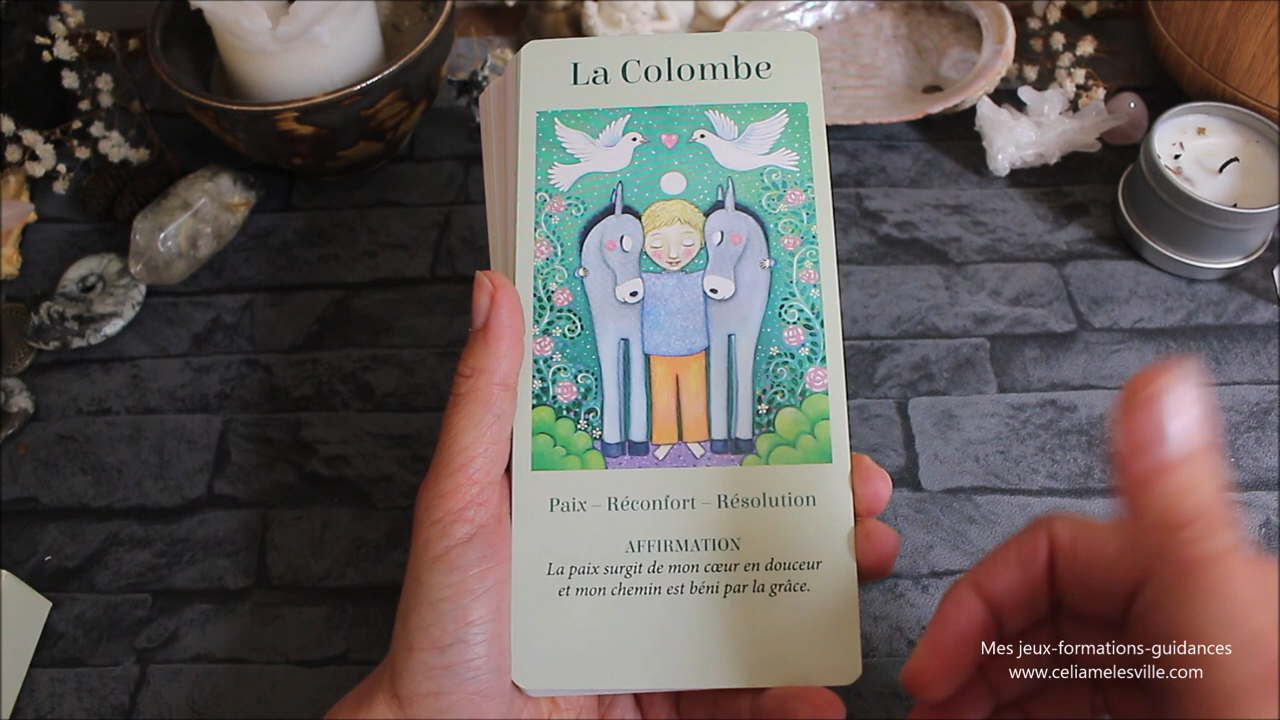 La Colombe
Paix – Réconfort – Résolution
AFFIRMATION
La paix surgit de mon cœur en douceur
et mon chemin est béni par la grâce.
Mes jeux-formations-guidances
www.celiamelesville.com